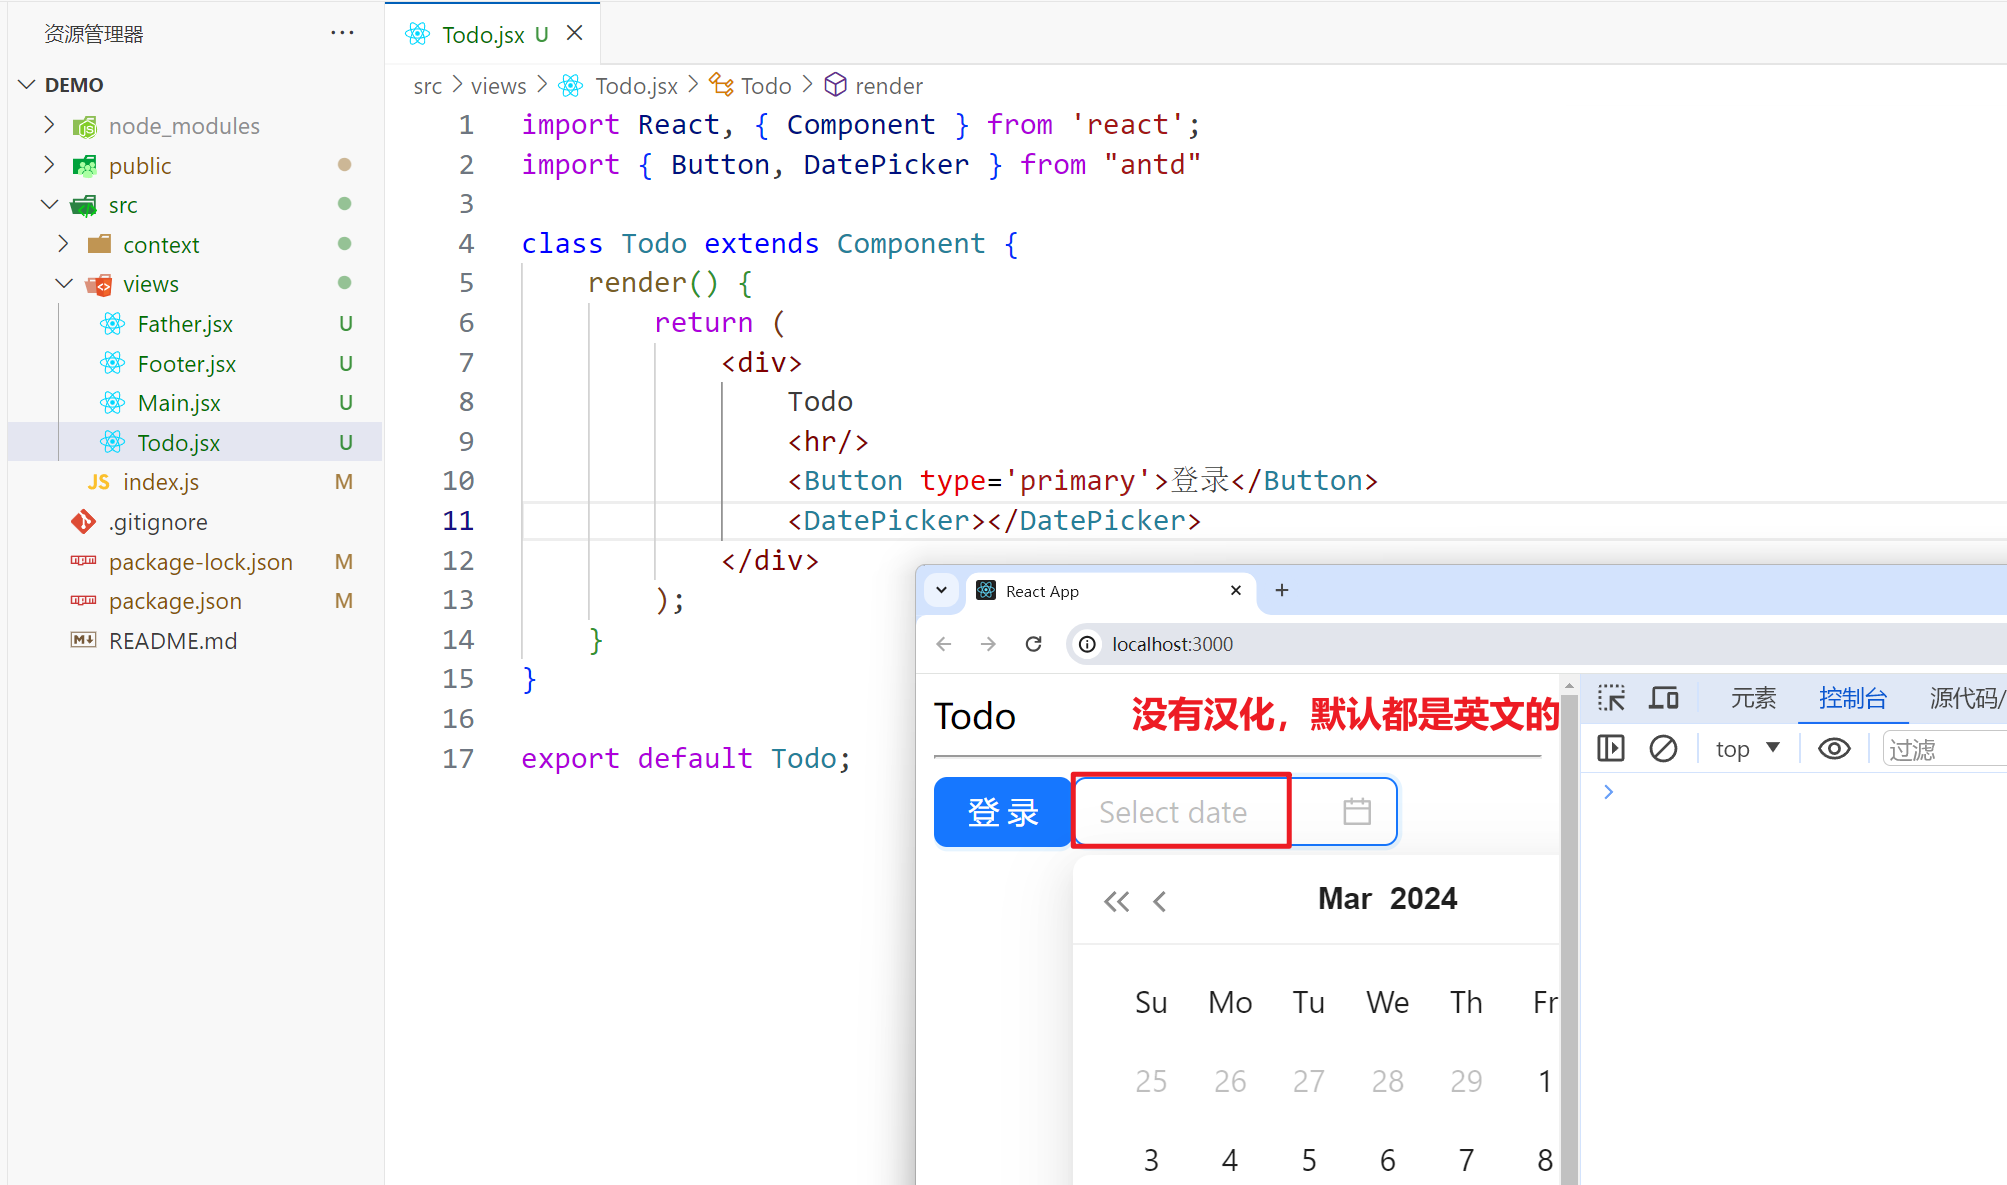 资源管理器
DEMO
node_modules
public
src
context
views
Father.jsx U
Footer.jsx U
Main.jsx U
Todo.jsx U
JS index.js M
.gitignore
package-lock.json M
package.json M
README.md
Todo.jsx U
src > views > Todo.jsx > Todo > render
1 import React, { Component } from 'react';
2 import { Button, DatePicker } from "antd"
3
4 class Todo extends Component {
5 render() {
6 return (
7 <div>
8 Todo
9 <hr/>
10 <Button type='primary'>登录</Button>
11 <DatePicker></DatePicker>
12 </div>
13 );
14 }
15 }
16
17 export default Todo;
React App
localhost:3000
Todo
没有汉化，默认都是英文的
登 录
Select date
Mar 2024
Su Mo Tu We Th Fr
25 26 27 28 29 1
3 4 5 6 7 8
元素 控制台 源代码/
top
过滤